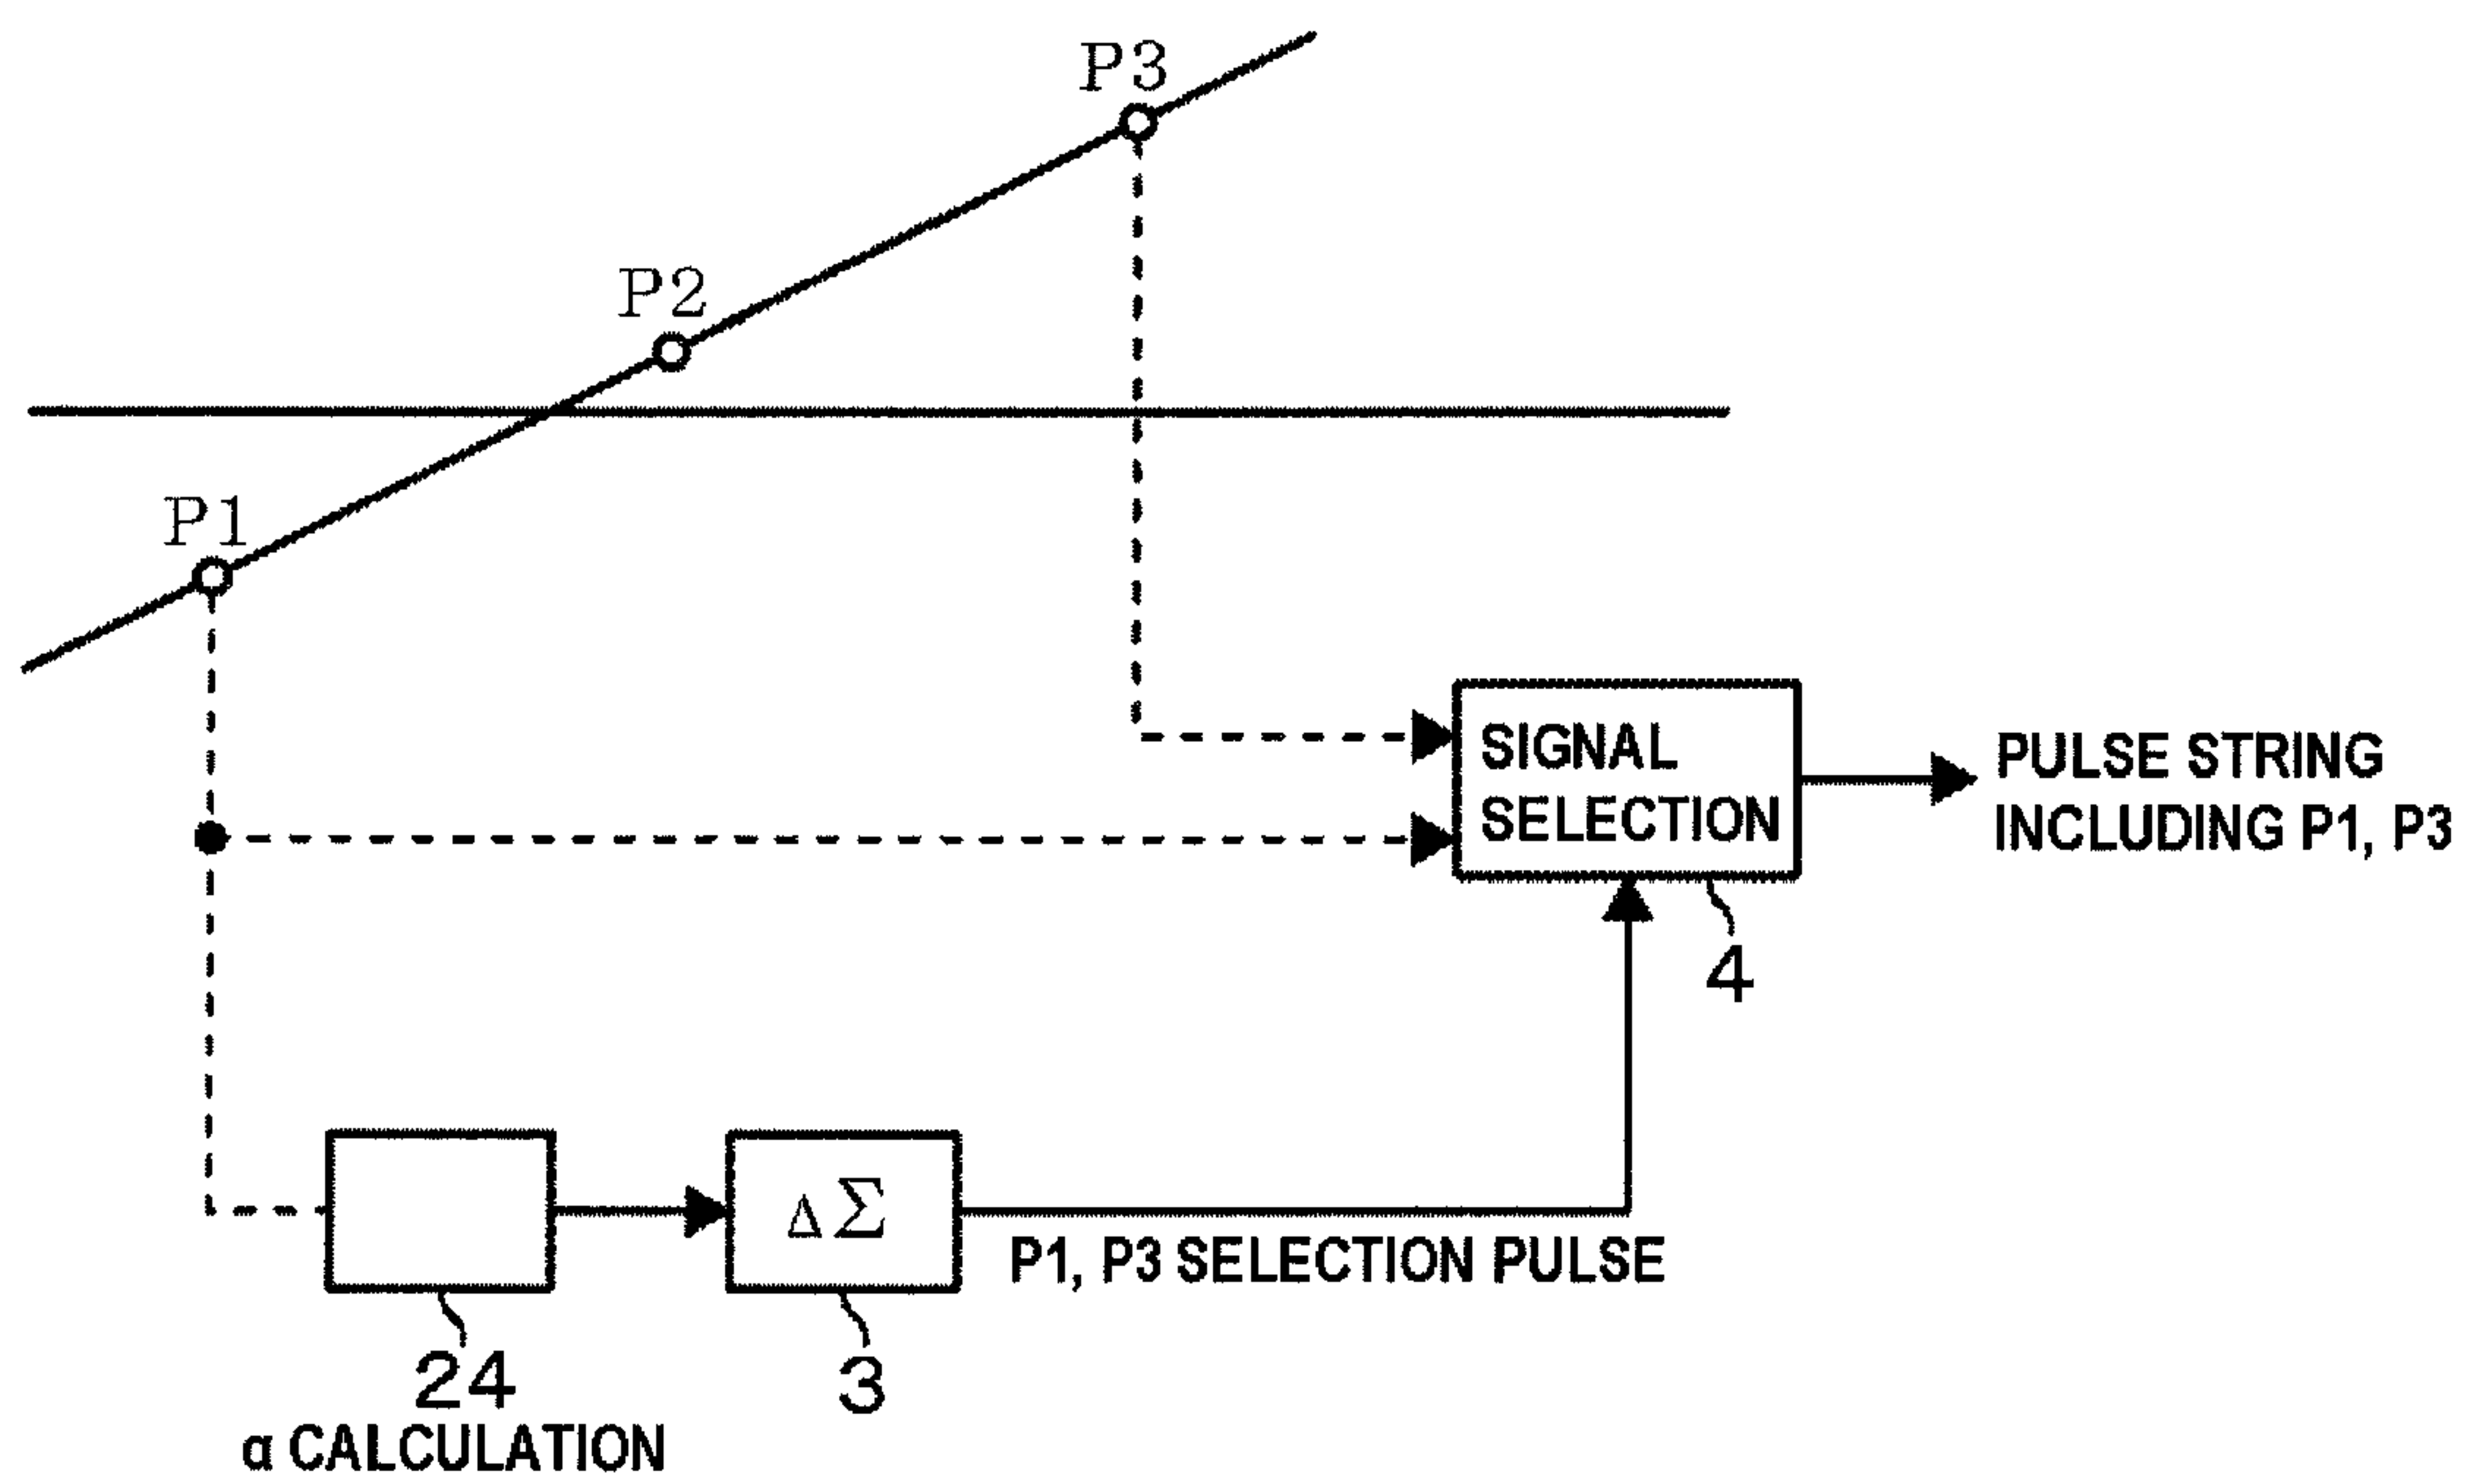 P3
P2
P1
SIGNAL
SELECTION
PULSE STRING
INCLUDING P1, P3
4
ΔΣ
P1, P3 SELECTION PULSE
24
3
α CALCULATION